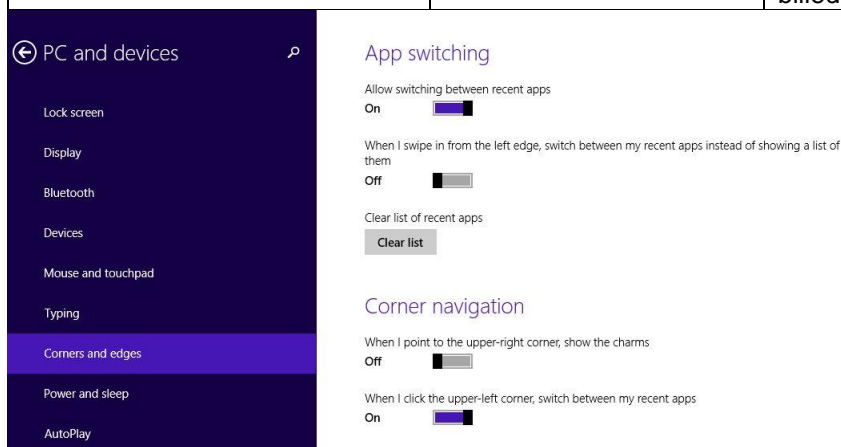 PC and devices
Lock screen
Display
Bluetooth
Devices
Mouse and touchpad
Typing
Corners and edges
Power and sleep
AutoPlay
App switching
Allow switching between recent apps
On
When I swipe in from the left edge, switch between my recent apps instead of showing a list of
them
Off
Clear list of recent apps
Clear list
Corner navigation
When I point to the upper-right corner, show the charms
Off
When I click the upper-left corner, switch between my recent apps
On